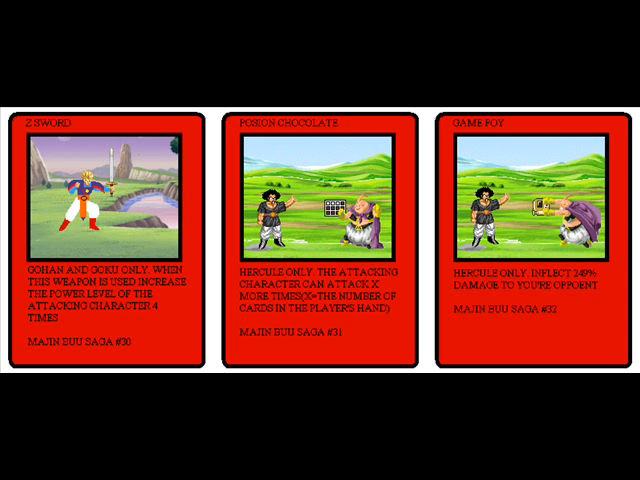 Z SWORD
GOHAN AND GOKU ONLY. WHEN
THIS WEAPON IS USED INCREASE
THE POWER LEVEL OF THE
ATTACKING CHARACTER 4
TIMES
MAJIN BUU SAGA #30
POSION CHOCOLATE
HERCULE ONLY. THE ATTACKING
CHARACTER CAN ATTACK X
MORE TIMES(X=THE NUMBER OF
CARDS IN THE PLAYER'S HAND)
MAJIN BUU SAGA #31
GAME POY
HERCULE ONLY. INFLECT 249%
DAMAGE TO YOU'RE OPPOENT
MAJIN BUU SAGA #32